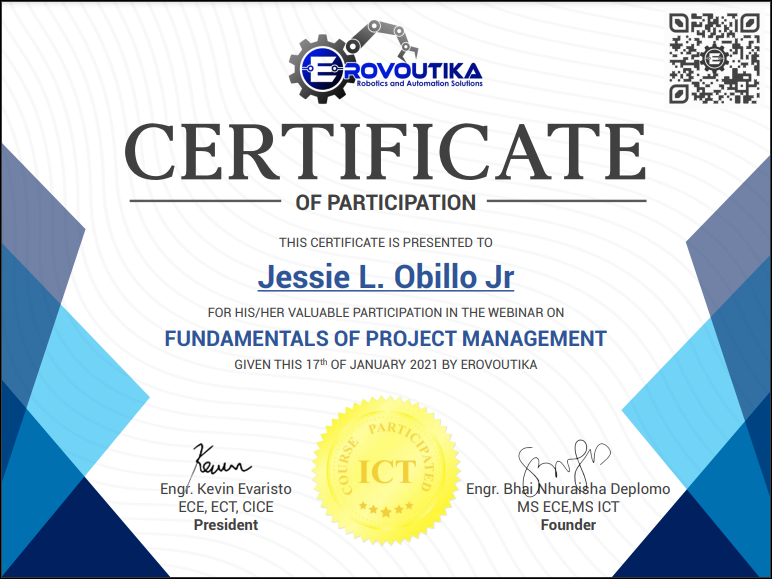 EROVOUTIKA
Robotics and Automation Solutions
CERTIFICATE
OF PARTICIPATION
THIS CERTIFICATE IS PRESENTED TO
Jessie L. Obillo Jr
FOR HIS/HER VALUABLE PARTICIPATION IN THE WEBINAR ON
FUNDAMENTALS OF PROJECT MANAGEMENT
GIVEN THIS 17th OF JANUARY 2021 BY EROVOUTIKA
COURSE PARTICIPATED
ICT
Kevin
Engr. Kevin Evaristo
ECE, ECT, CICE
President
Engr. Bhai Nhuraisha Deplomo
MS ECE,MS ICT
Founder